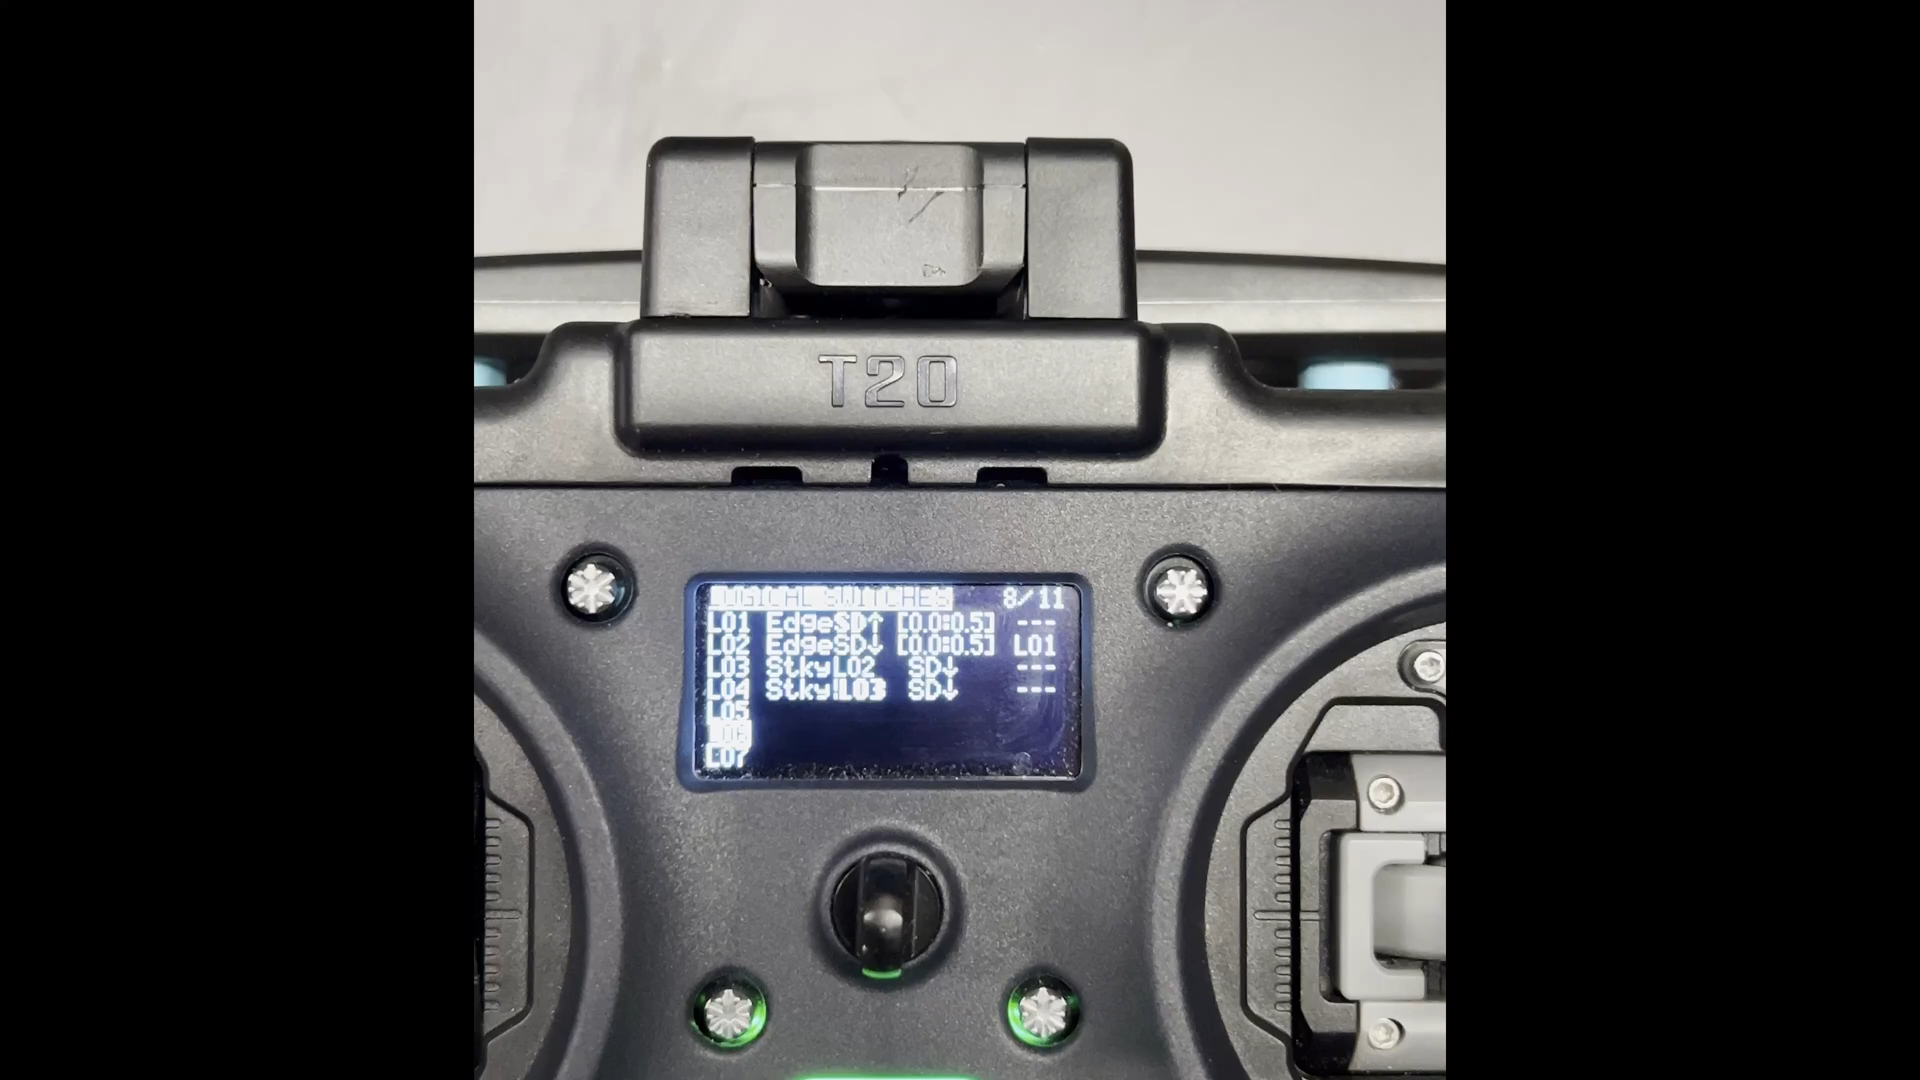 T20
LOGICAL SWITCHES 8/11
L01 EdgeSD↑ [0.0:0.5] ---
L02 EdgeSD↓ [0.0:0.5] L01
L03 StkyL02 SD↓ ---
L04 Stky!L03 SD↓ ---
L05
L06
L07